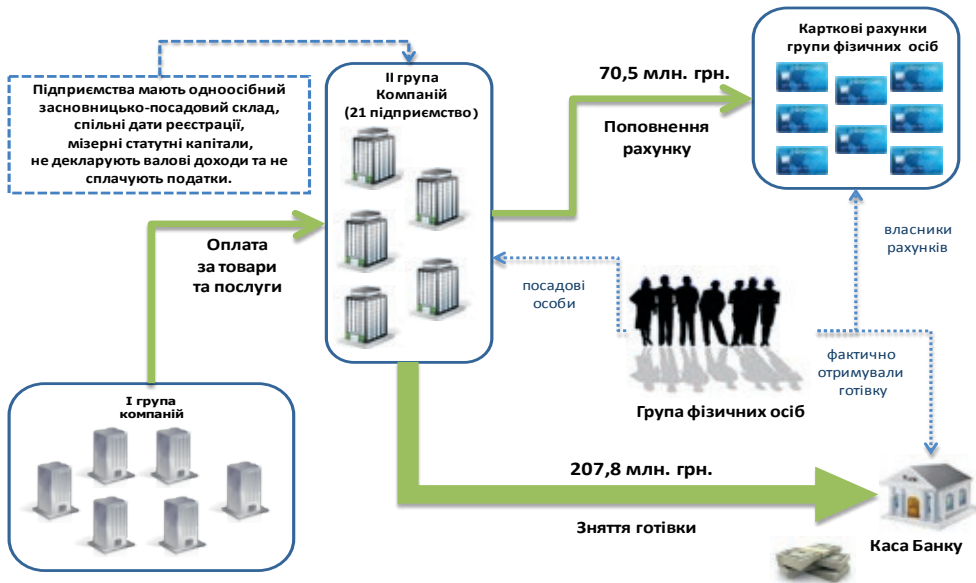 Підприємства мають одноосібний
засновницько-посадовий склад,
спільні дати реєстрації,
мізерні статутні капітали,
не декларують валові доходи та не
сплачують податки.
ІІ група
Компаній
(21 підприємство)
70,5 млн. грн.
Поповнення
рахунку
Карткові рахунки
групи фізичних осіб
Оплата
за товари
та послуги
посадові
особи
власники
рахунків
фактично
отримували
готівку
Група фізичних осіб
І група
компаній
207,8 млн. грн.
Зняття готівки
Каса Банку